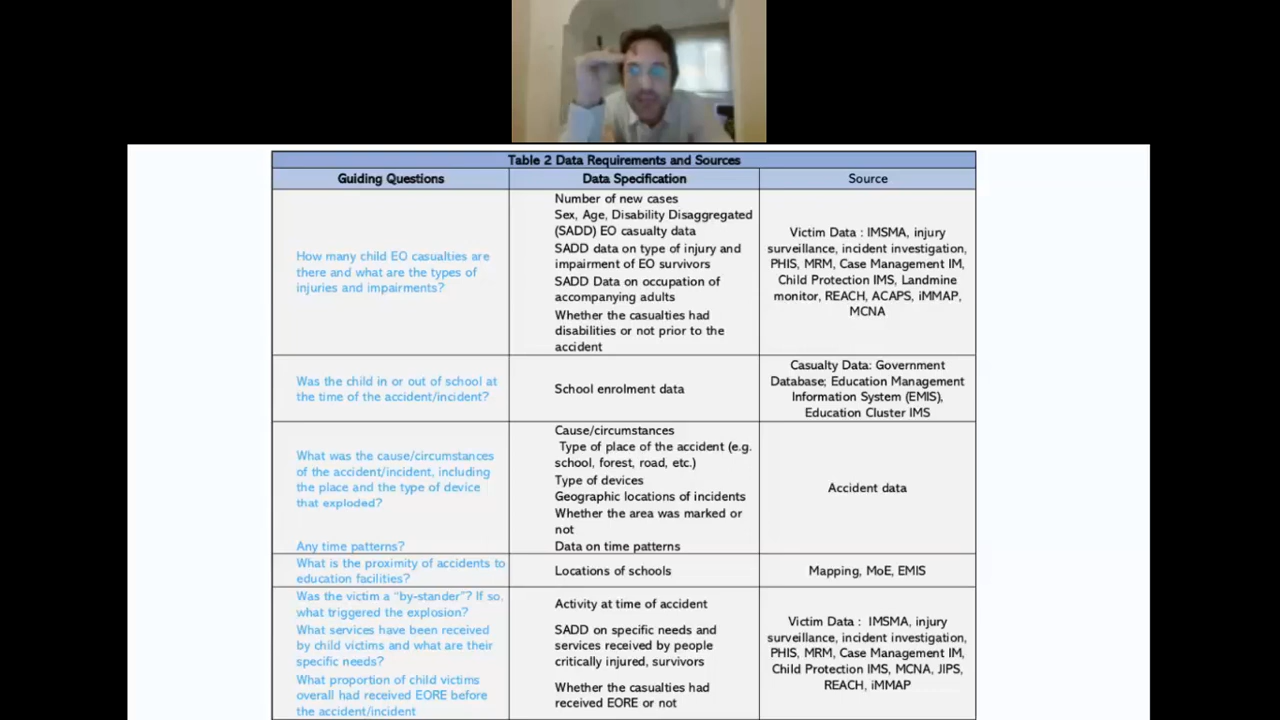 Table 2 Data Requirements and Sources
Guiding Questions
Data Specification
Source
How many child EO casualties are
there and what are the types of
injuries and impairments?
Number of new cases
Sex, Age, Disability Disaggregated
(SADD) EO casualty data
SADD data on type of injury and
impairment of EO survivors
SADD Data on occupation of
accompanying adults
Whether the casualties had
disabilities or not prior to the
accident
Victim Data : IMSMA, injury
surveillance, incident investigation,
PHIS, MRM, Case Management IM,
Child Protection IMS, Landmine
monitor, REACH, ACAPS, iMMAP,
MCNA
Was the child in or out of school at
the time of the accident/incident?
School enrolment data
Casualty Data: Government
Database; Education Management
Information System (EMIS),
Education Cluster IMS
What was the cause/circumstances
of the accident/incident, including
the place and the type of device
that exploded?
Any time patterns?
Cause/circumstances
Type of place of the accident (e.g.
school, forest, road, etc.)
Type of devices
Geographic locations of incidents
Whether the area was marked or
not
Data on time patterns
Accident data
What is the proximity of accidents to
education facilities?
Locations of schools
Mapping, MoE, EMIS
Was the victim a "by-stander"? If so,
what triggered the explosion?
What services have been received
by child victims and what are their
specific needs?
What proportion of child victims
overall had received EORE before
the accident/incident
Activity at time of accident
SADD on specific needs and
services received by people
critically injured, survivors
Whether the casualties had
received EORE or not
Victim Data : IMSMA, injury
surveillance, incident investigation,
PHIS, MRM, Case Management IM,
Child Protection IMS, MCNA, JIPS,
REACH, iMMAP